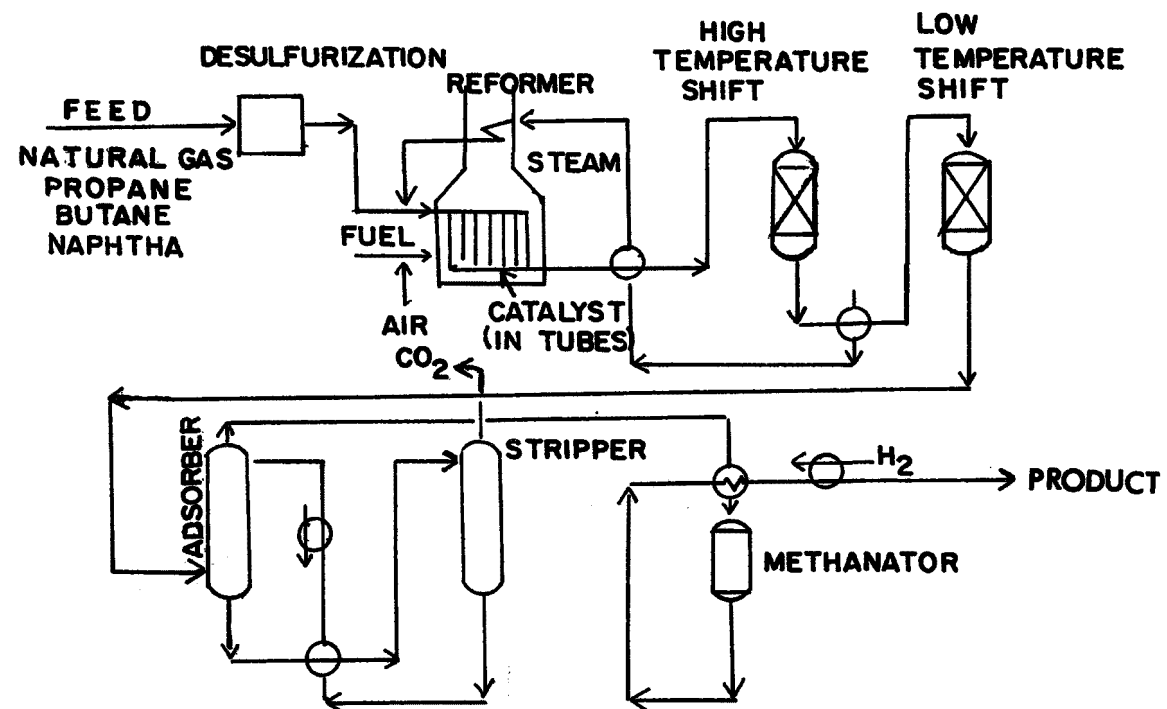 DESULFURIZATION
FEED
NATURAL GAS
PROPANE
BUTANE
NAPHTHA
REFORMER
STEAM
FUEL
AIR
CATALYST
(IN TUBES)
HIGH
TEMPERATURE
SHIFT
LOW
TEMPERATURE
SHIFT
CO2
ADSORBER
STRIPPER
H2
PRODUCT
METHANATOR